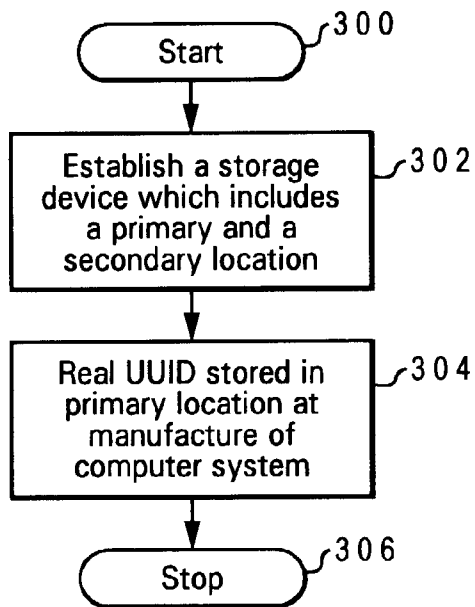 300
Start
302
Establish a storage
device which includes
a primary and a
secondary location
304
Real UUID stored in
primary location at
manufacture of
computer system
306
Stop